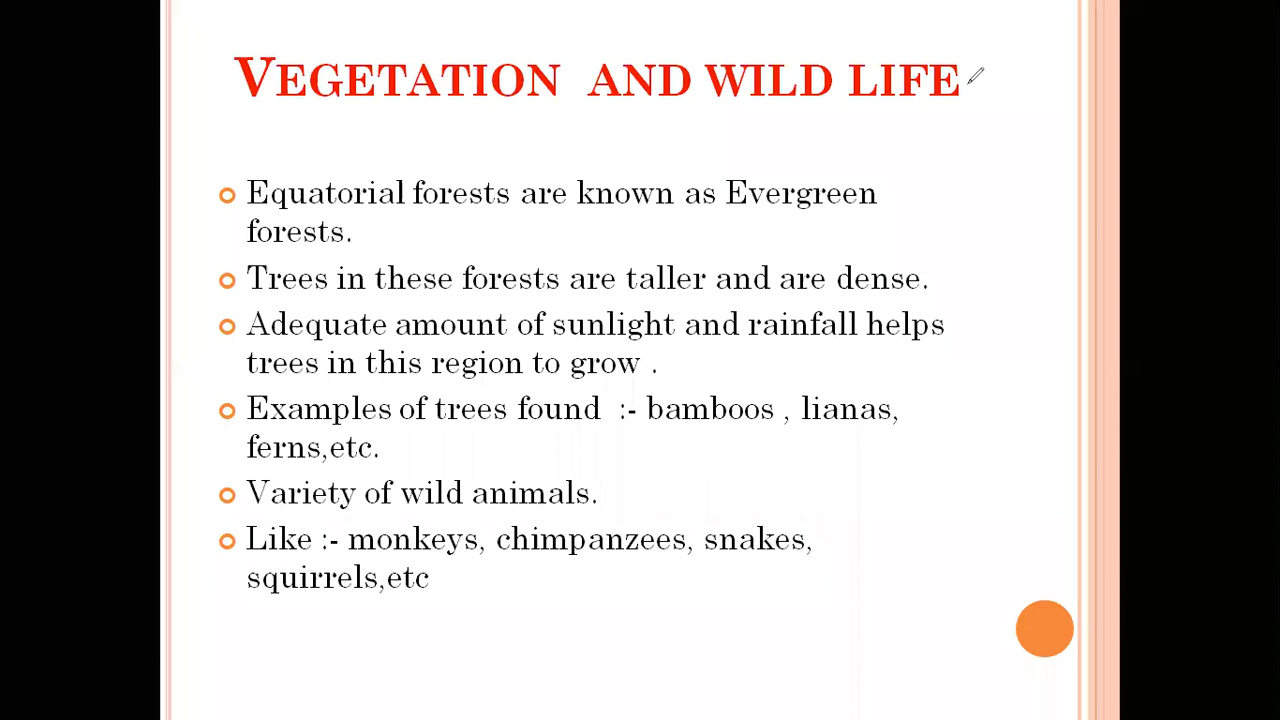 VEGETATION AND WILD LIFE
Equatorial forests are known as Evergreen
forests.
Trees in these forests are taller and are dense.
Adequate amount of sunlight and rainfall helps
trees in this region to grow .
Examples of trees found :- bamboos , lianas,
ferns,etc.
Variety of wild animals.
Like :- monkeys, chimpanzees, snakes,
squirrels,etc